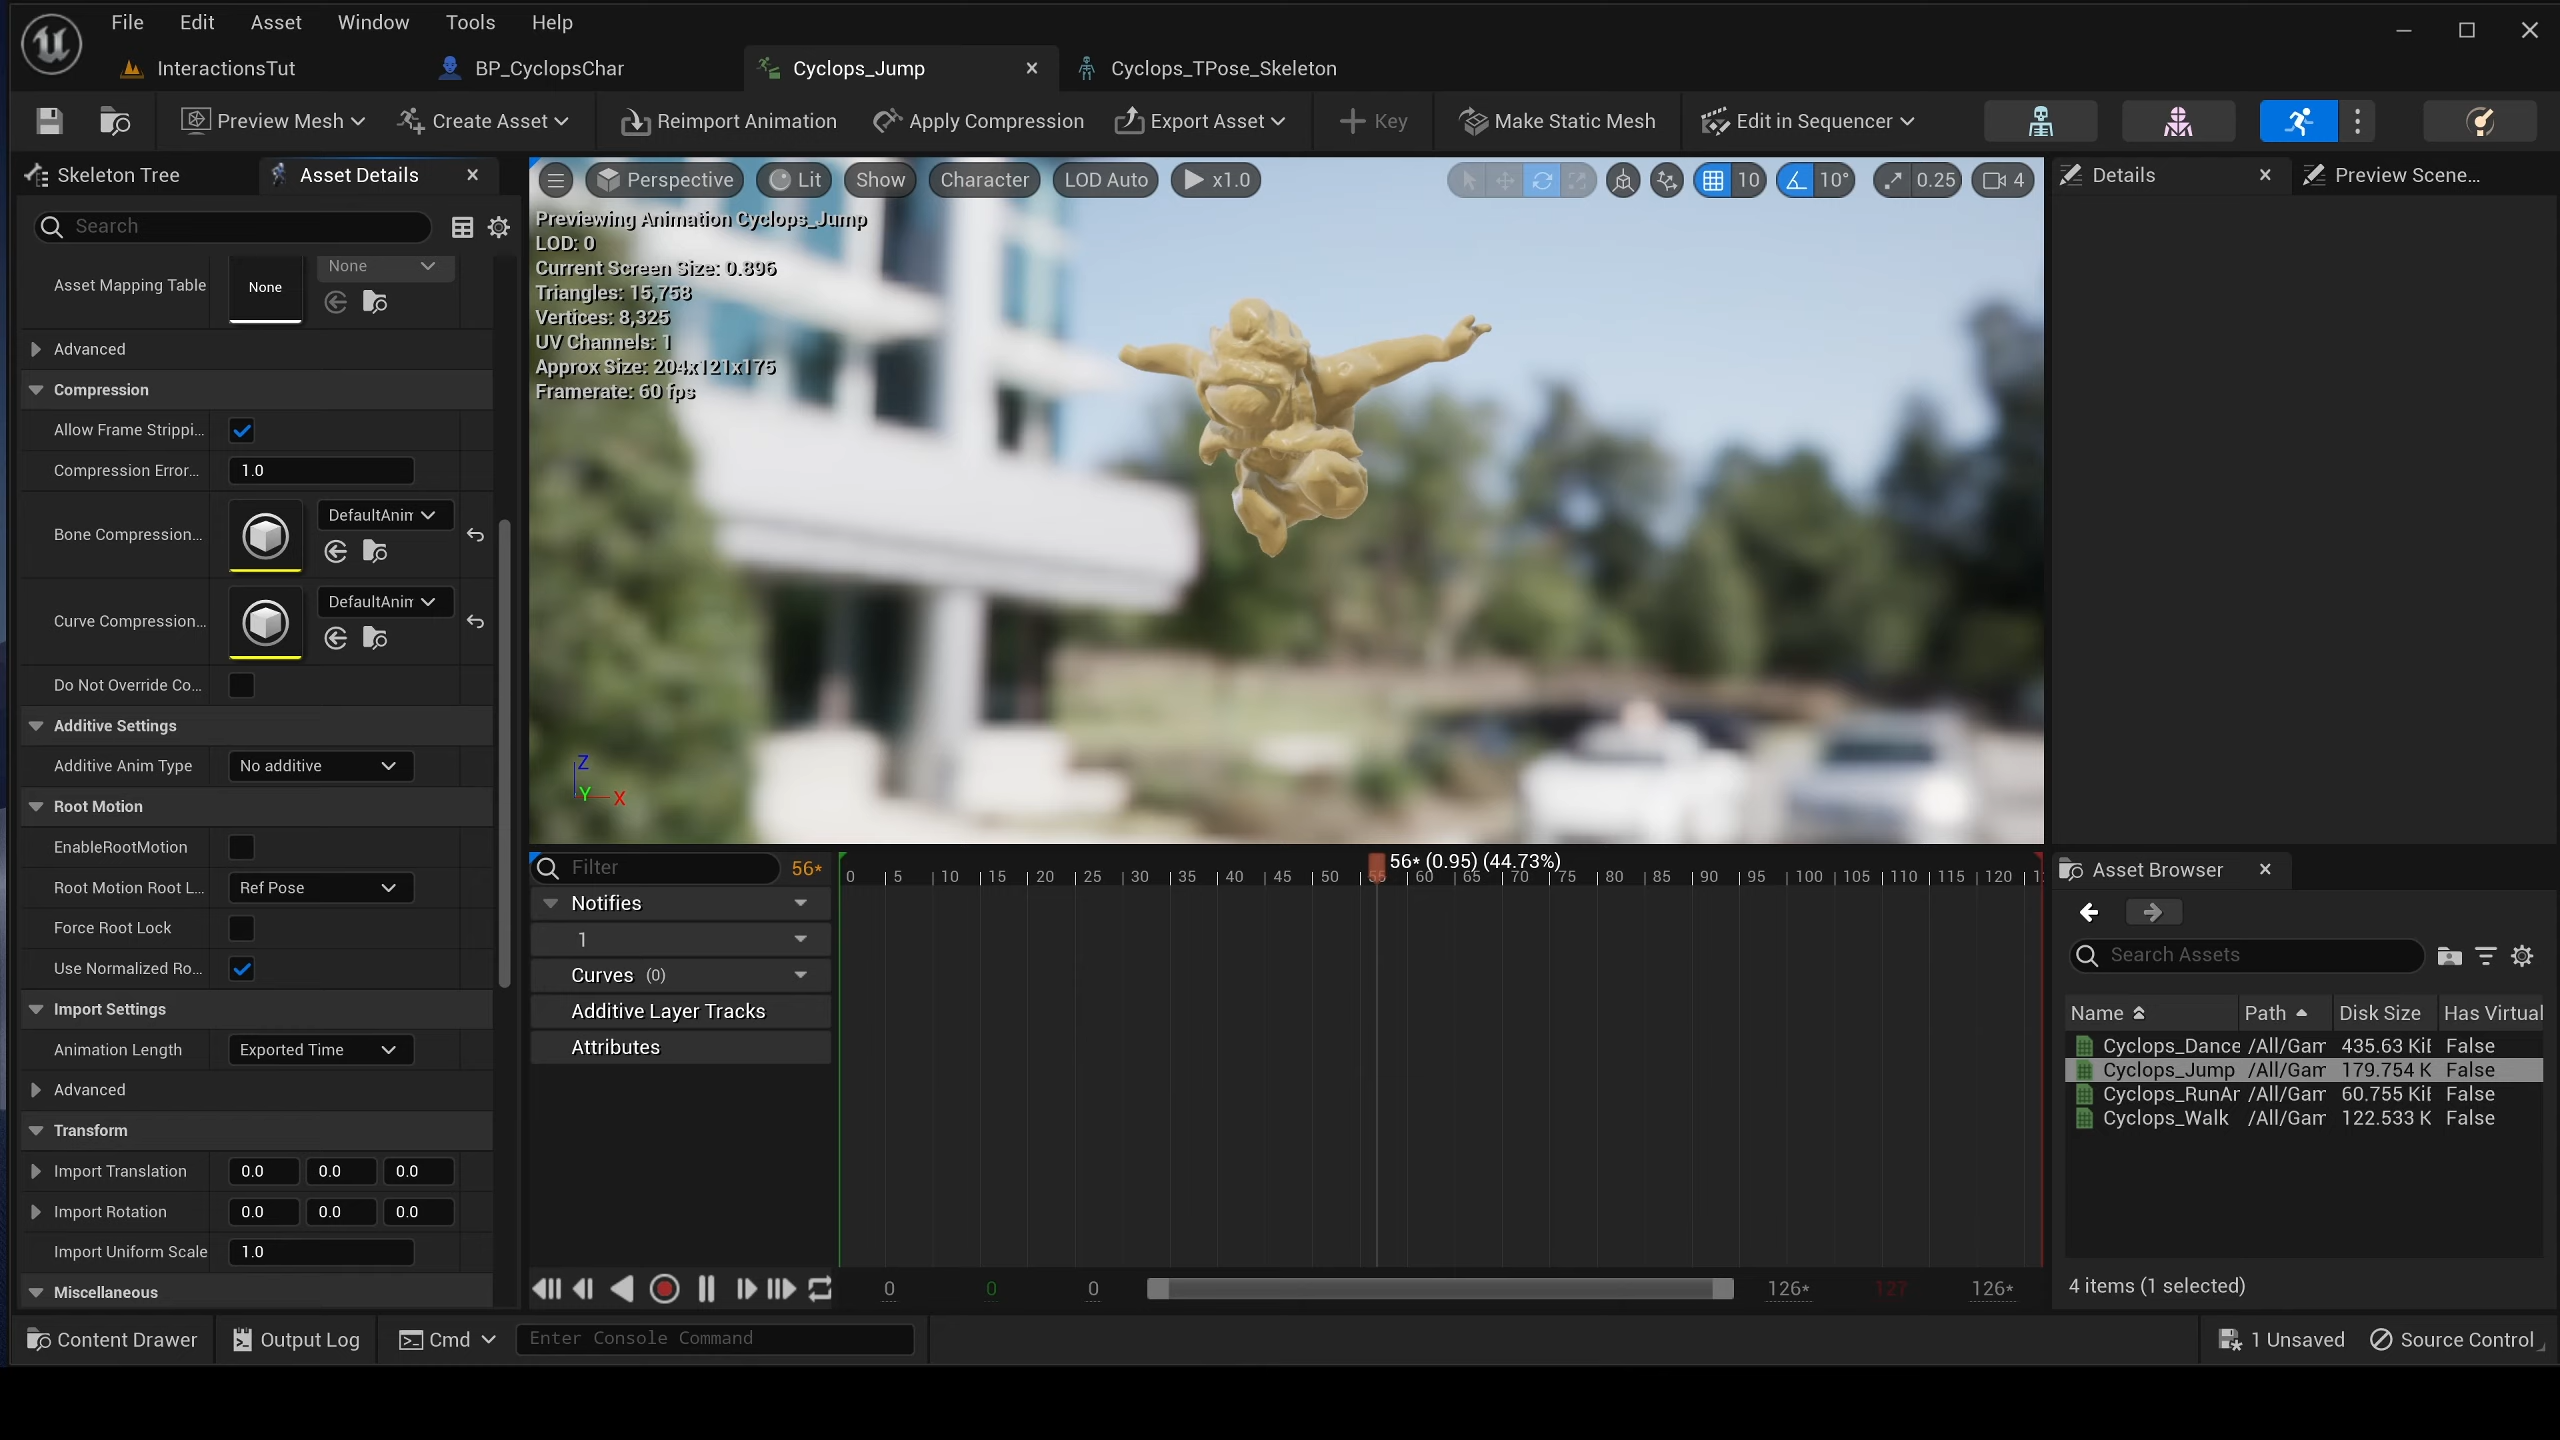 File Edit Asset Window Tools Help
InteractionsTut BP_CyclopsChar Cyclops_Jump Cyclops_TPose_Skeleton
Preview Mesh Create Asset Reimport Animation Apply Compression Export Asset Key Make Static Mesh Edit in Sequencer
Skeleton Tree Asset Details
Search
Asset Mapping Table None None
Advanced
Compression
Allow Frame Strippi...
Compression Error... 1.0
Bone Compression... DefaultAnim
Curve Compression... DefaultAnim
Do Not Override Co...
Additive Settings
Additive Anim Type No additive
Root Motion
EnableRootMotion
Root Motion Root L... Ref Pose
Force Root Lock
Use Normalized Ro...
Import Settings
Animation Length Exported Time
Advanced
Transform
Import Translation 0.0 0.0 0.0
Import Rotation 0.0 0.0 0.0
Import Uniform Scale 1.0
Miscellaneous
Perspective Lit Show Character LOD Auto x1.0 10 10° 0.25 4
Previewing Animation Cyclops_Jump
LOD: 0
Current Screen Size: 0.896
Triangles: 15,758
Vertices: 8,325
UV Channels: 1
Approx Size: 204x121x175
Framerate: 60 fps
Z
Y X
Filter 56*
56* (0.95) (44.73%)
0 5 10 15 20 25 30 35 40 45 50 55 60 65 70 75 80 85 90 95 100 105 110 115 120
Notifies
1
Curves (0)
Additive Layer Tracks
Attributes
0 0 0 126* 127 126*
Details Preview Scene...
Asset Browser
Search Assets
Name Path Disk Size Has Virtual
Cyclops_Dance /All/Gam 435.63 KiB False
Cyclops_Jump /All/Gam 179.754 K False
Cyclops_RunAr /All/Gam 60.755 KiB False
Cyclops_Walk /All/Gam 122.533 K False
4 items (1 selected)
Content Drawer Output Log Cmd Enter Console Command 1 Unsaved Source Control